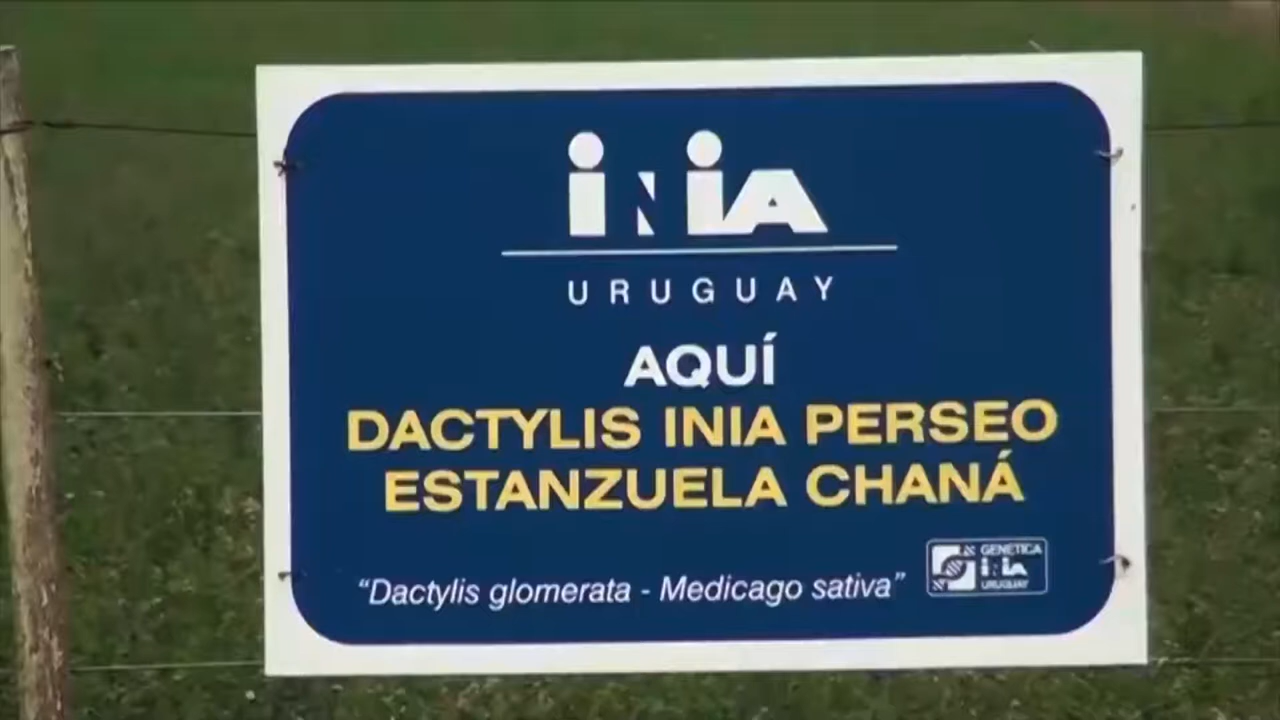 INIA
URUGUAY
AQUÍ
DACTYLIS INIA PERSEO
ESTANZUELA CHANÁ
“Dactylis glomerata - Medicago sativa”
GENETICA
INIA
URUGUAY